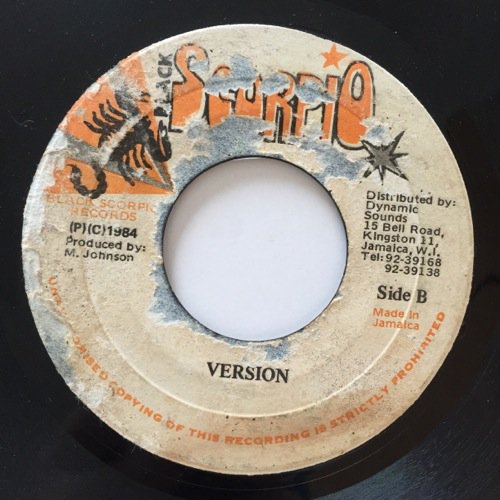 BLACK
SCORPIO
BLACK SCORPIO
RECORDS
(P)(C)1984
Produced by:
M. Johnson
Distributed by:
Dynamic
Sounds
15 Bell Road,
Kingston 11,
Jamaica, W.I.
Tel:92-39168
92-39138
Side B
Made in
Jamaica
VERSION
COPYING OF THIS RECORDING IS STRICTLY PROHIBITED